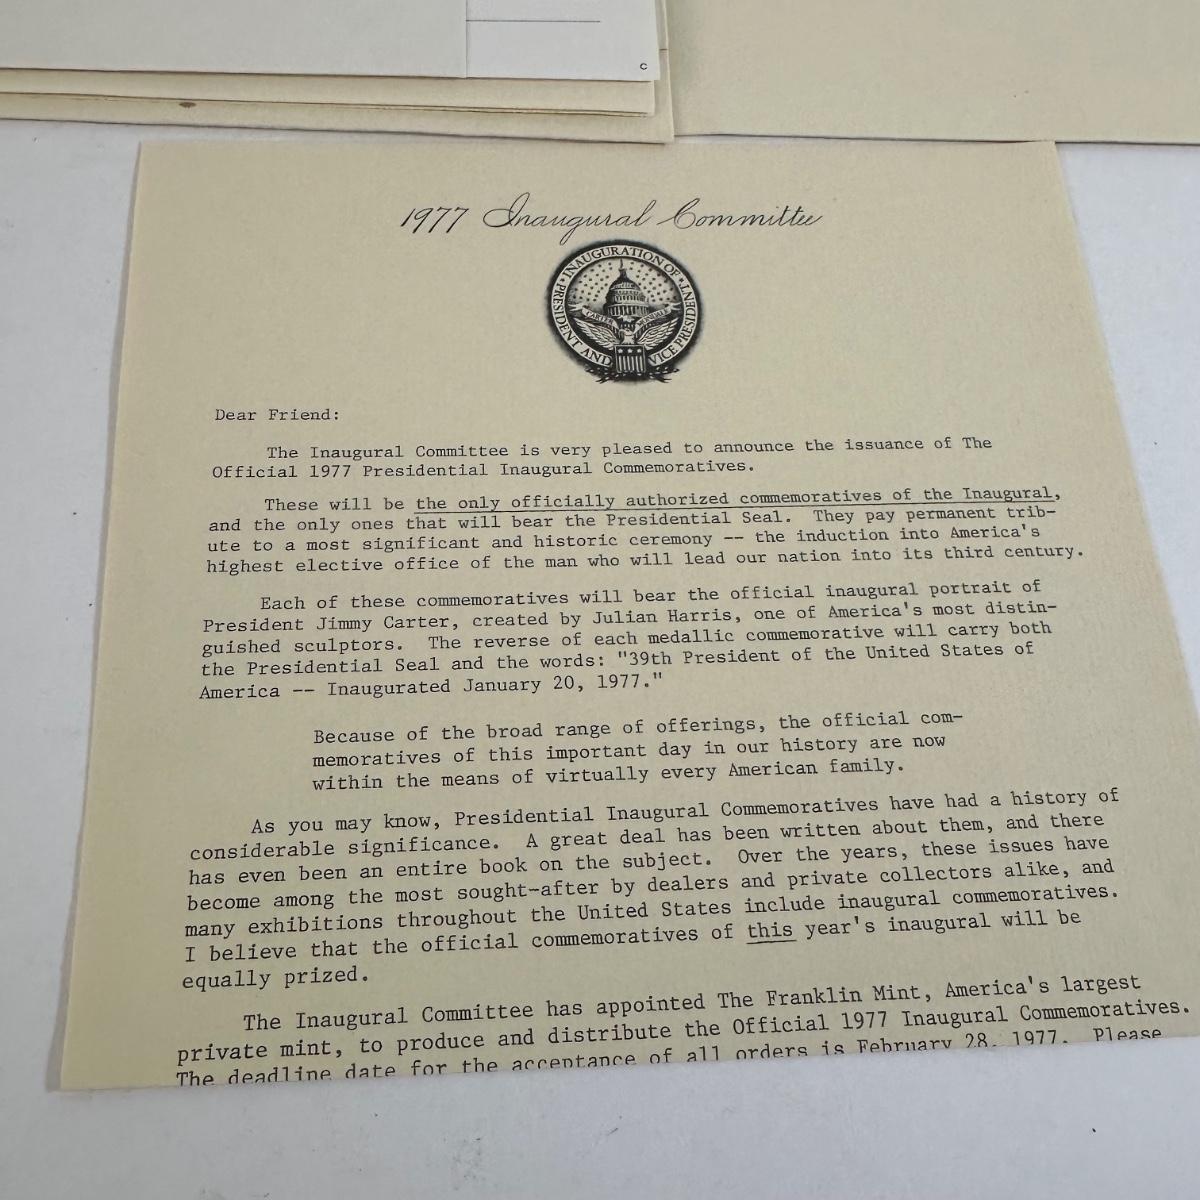 C
1977 Inaugural Committee
INAUGURATION OF PRESIDENT AND VICE PRESIDENT
CARTER MONDALE
Dear Friend:
The Inaugural Committee is very pleased to announce the issuance of The
Official 1977 Presidential Inaugural Commemoratives.
These will be the only officially authorized commemoratives of the Inaugural,
and the only ones that will bear the Presidential Seal. They pay permanent trib-
ute to a most significant and historic ceremony -- the induction into America's
highest elective office of the man who will lead our nation into its third century.
Each of these commemoratives will bear the official inaugural portrait of
President Jimmy Carter, created by Julian Harris, one of America's most distin-
guished sculptors. The reverse of each medallic commemorative will carry both
the Presidential Seal and the words: "39th President of the United States of
America -- Inaugurated January 20, 1977."
Because of the broad range of offerings, the official com-
memoratives of this important day in our history are now
within the means of virtually every American family.
As you may know, Presidential Inaugural Commemoratives have had a history of
considerable significance. A great deal has been written about them, and there
has even been an entire book on the subject. Over the years, these issues have
become among the most sought-after by dealers and private collectors alike, and
many exhibitions throughout the United States include inaugural commemoratives.
I believe that the official commemoratives of this year's inaugural will be
equally prized.
The Inaugural Committee has appointed The Franklin Mint, America's largest
private mint, to produce and distribute the Official 1977 Inaugural Commemoratives.
The deadline date for the acceptance of all orders is February 28, 1977. Please